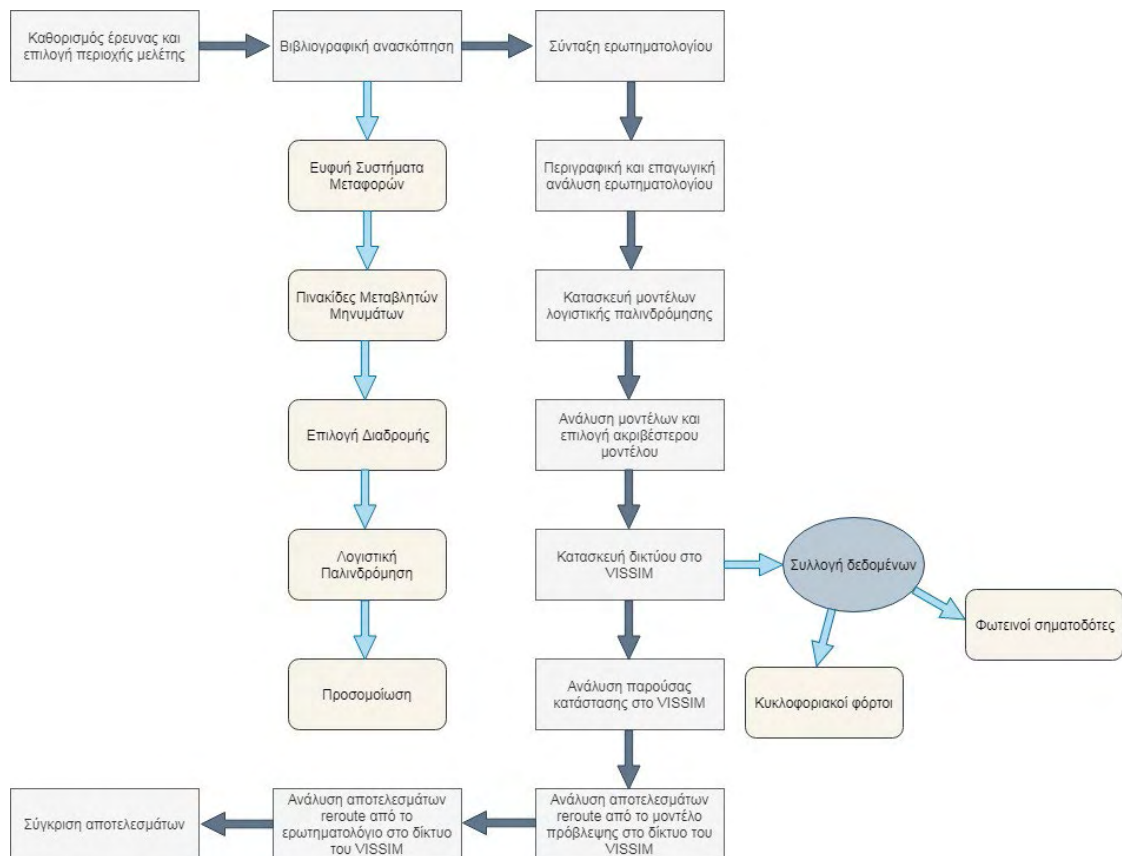 Καθορισμός έρευνας και
επιλογή περιοχής μελέτης
Βιβλιογραφική ανασκόπηση
Σύνταξη ερωτηματολογίου
Ευφυή Συστήματα
Μεταφορών
Περιγραφική και επαγωγική
ανάλυση ερωτηματολογίου
Πινακίδες Μεταβλητών
Μηνυμάτων
Κατασκευή μοντέλων
λογιστικής παλινδρόμησης
Επιλογή Διαδρομής
Ανάλυση μοντέλων και
επιλογή ακριβέστερου
μοντέλου
Λογιστική
Παλινδρόμηση
Κατασκευή δικτύου στο
VISSIM
Συλλογή δεδομένων
Φωτεινοί σηματοδότες
Προσομοίωση
Ανάλυση παρούσας
κατάστασης στο VISSIM
Κυκλοφοριακοί φόρτοι
Σύγκριση αποτελεσμάτων
Ανάλυση αποτελεσμάτων
reroute από το
ερωτηματολόγιο στο δίκτυο
του VISSIM
Ανάλυση αποτελεσμάτων
reroute από το μοντέλο
πρόβλεψης στο δίκτυο του
VISSIM